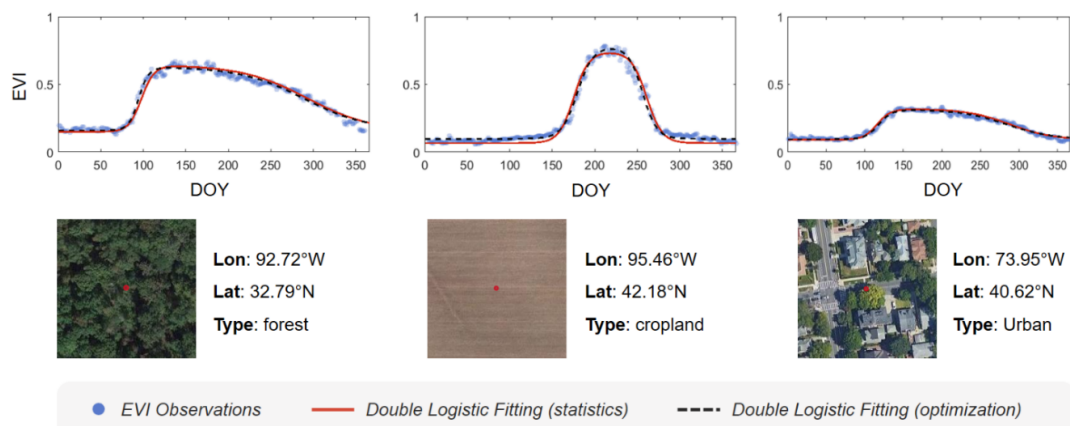 1
1
1
EVI
0.5
0.5
0.5
0
0
0
0 50 100 150 200 250 300 350
0 50 100 150 200 250 300 350
0 50 100 150 200 250 300 350
DOY
DOY
DOY
Lon: 92.72°W
Lat: 32.79°N
Type: forest
Lon: 95.46°W
Lat: 42.18°N
Type: cropland
Lon: 73.95°W
Lat: 40.62°N
Type: Urban
EVI Observations
Double Logistic Fitting (statistics)
Double Logistic Fitting (optimization)